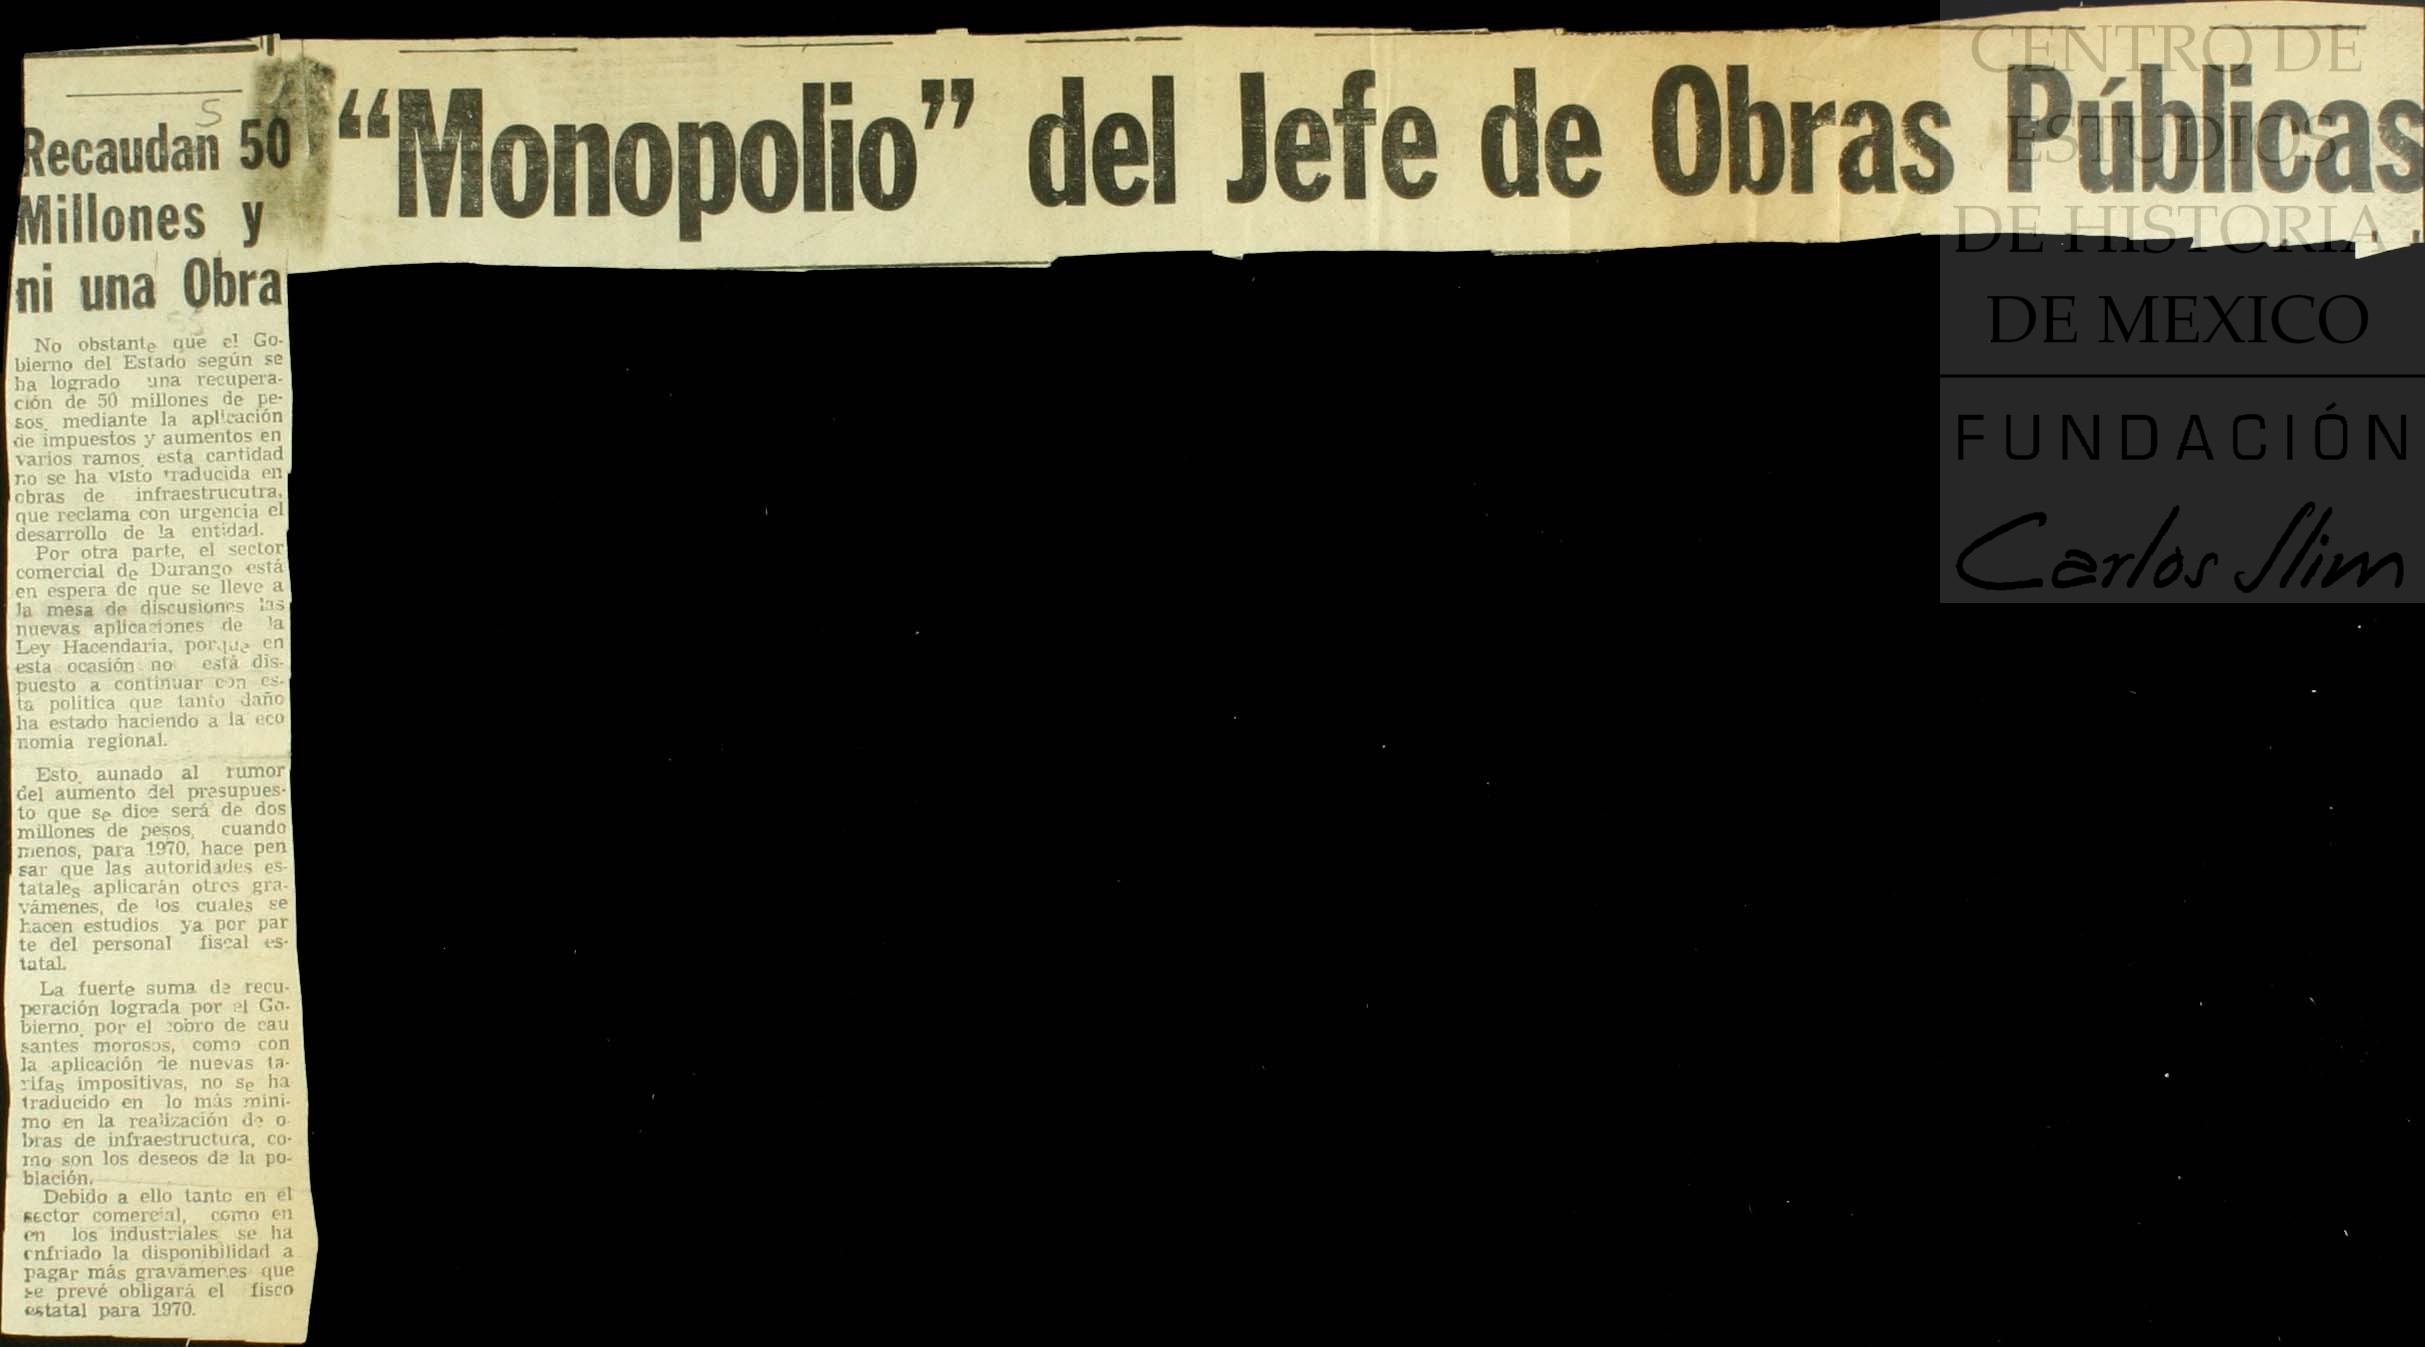 "Monopolio" del Jefe de Obras Públicas
Recaudan 50
Millones y
ni una Obra
No obstante que el Go-
bierno del Estado según se
ha logrado una recupera-
ción de 50 millones de pe-
sos, mediante la aplicación
de impuestos y aumentos en
varios ramos, esta cantidad
no se ha visto traducida en
obras de infraestrucutra,
que reclama con urgencia el
desarrollo de la entidad.
Por otra parte, el sector
comercial de Durango está
en espera de que se lleve a
la mesa de discusiones las
nuevas aplicaciones de la
Ley Hacendaria, porque en
esta ocasión no está dis-
puesto a continuar con es-
ta política que tanto daño
ha estado haciendo a la eco
nomía regional.
Esto, aunado al rumor
del aumento del presupues-
to que se dice será de dos
millones de pesos, cuando
menos, para 1970, hace pen
sar que las autoridades es-
tatales aplicarán otros gra-
vámenes, de los cuales se
hacen estudios ya por par
te del personal fiscal es-
tatal.
La fuerte suma de recu-
peración lograda por el Go-
bierno, por el cobro de cau
santes morosos, como con
la aplicación de nuevas ta-
rifas impositivas, no se ha
traducido en lo más míni-
mo en la realización de o-
bras de infraestructura, co-
mo son los deseos de la po-
blación.
Debido a ello tanto en el
sector comercial, como en
en los industriales se ha
enfriado la disponibilidad a
pagar más gravámenes que
se prevé obligará el fisco
estatal para 1970.
CENTRO DE
ESTUDIOS
DE HISTORIA
DE MEXICO
FUNDACIÓN
Carlos Slim